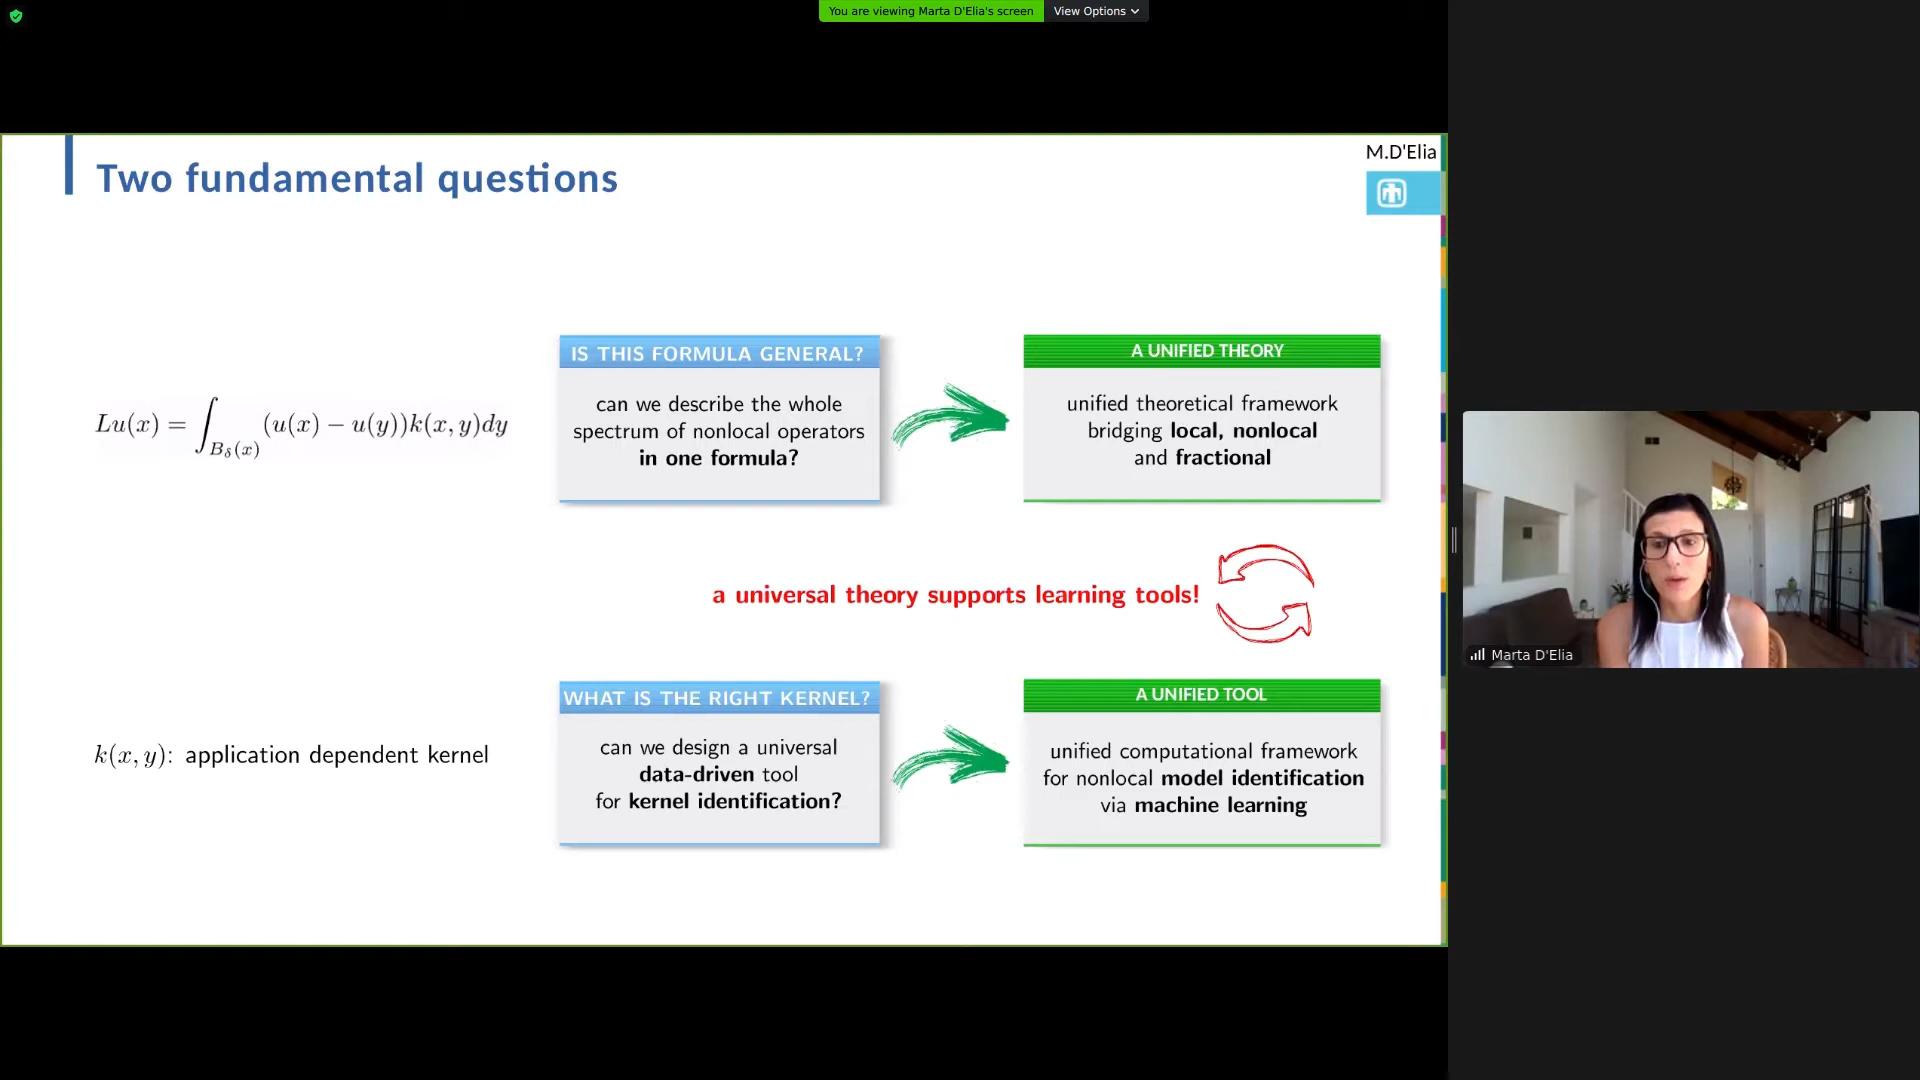 You are viewing Marta D'Elia's screen
View Options
Two fundamental questions
M.D'Elia
IS THIS FORMULA GENERAL?
can we describe the whole
spectrum of nonlocal operators
in one formula?
A UNIFIED THEORY
unified theoretical framework
bridging local, nonlocal
and fractional
Lu(x) = ∫_{B_δ(x)} (u(x) − u(y))k(x, y)dy
a universal theory supports learning tools!
Marta D'Elia
WHAT IS THE RIGHT KERNEL?
can we design a universal
data-driven tool
for kernel identification?
A UNIFIED TOOL
unified computational framework
for nonlocal model identification
via machine learning
k(x, y): application dependent kernel